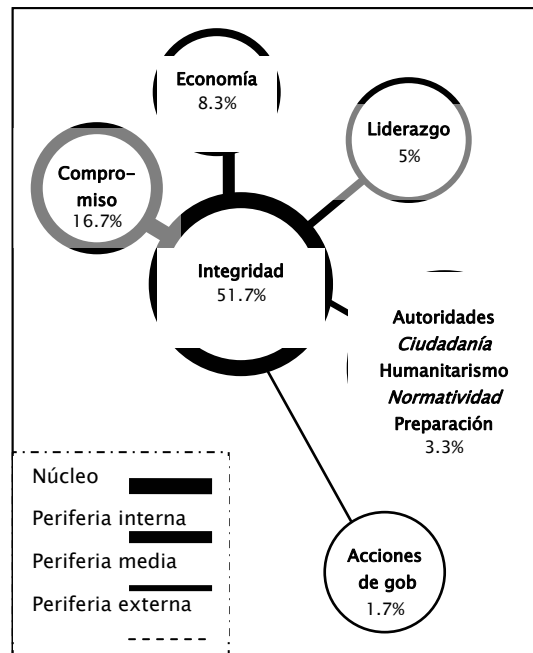 Economía
8.3%
Liderazgo
5%
Compro-
miso
16.7%
Integridad
51.7%
Autoridades
Ciudadanía
Humanitarismo
Normatividad
Preparación
3.3%
Acciones
de gob
1.7%
Núcleo
Periferia interna
Periferia media
Periferia externa